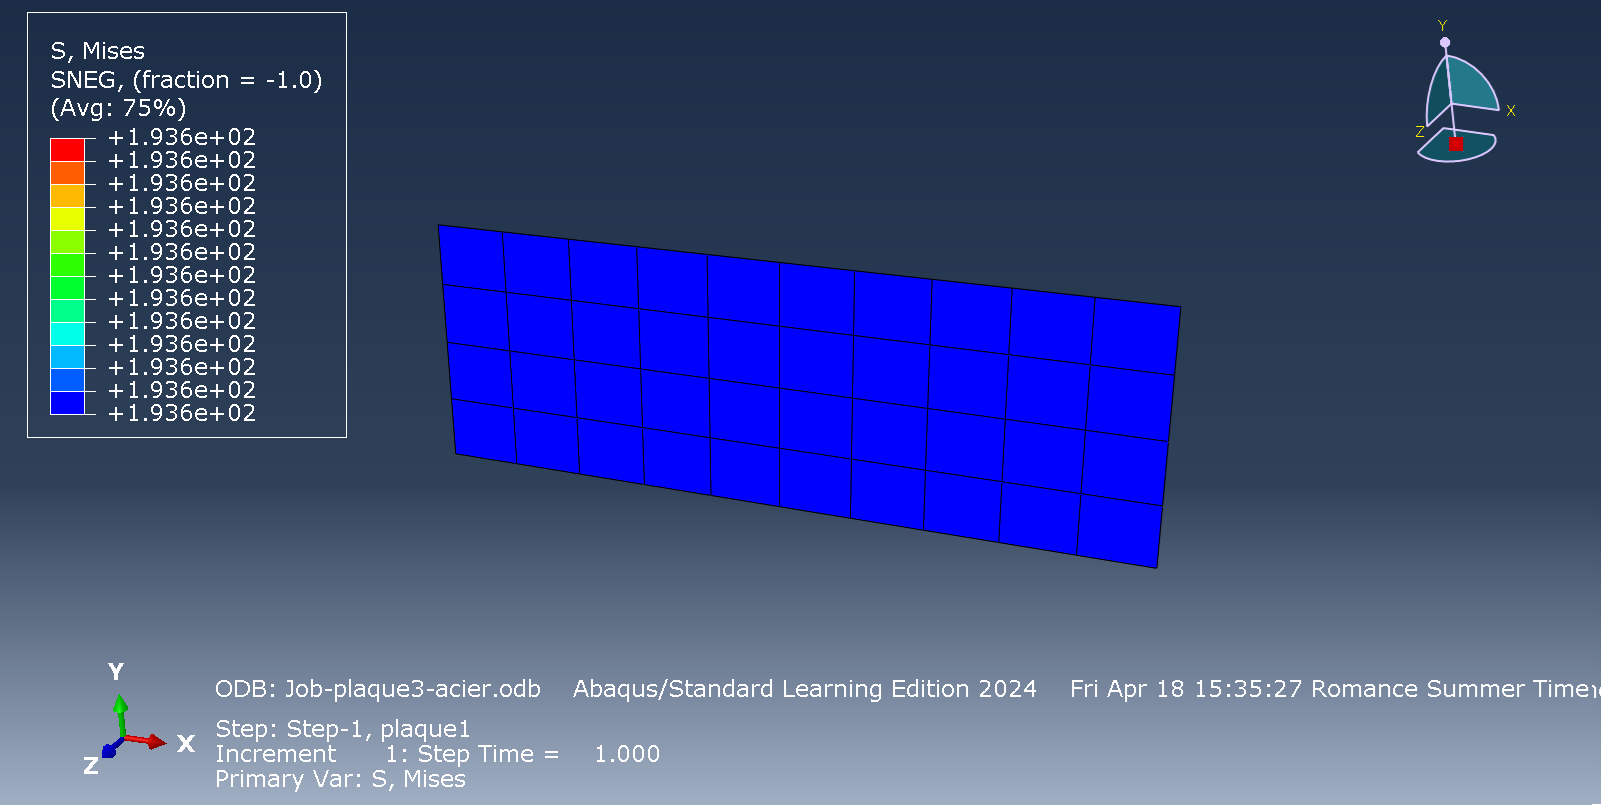 S, Mises
SNEG, (fraction = -1.0)
(Avg: 75%)
+1.936e+02
+1.936e+02
+1.936e+02
+1.936e+02
+1.936e+02
+1.936e+02
+1.936e+02
+1.936e+02
+1.936e+02
+1.936e+02
+1.936e+02
+1.936e+02
+1.936e+02
Y
X
Z
Y
X
Z
ODB: Job-plaque3-acier.odb Abaqus/Standard Learning Edition 2024 Fri Apr 18 15:35:27 Romance Summer Time
Step: Step-1, plaque1
Increment 1: Step Time = 1.000
Primary Var: S, Mises